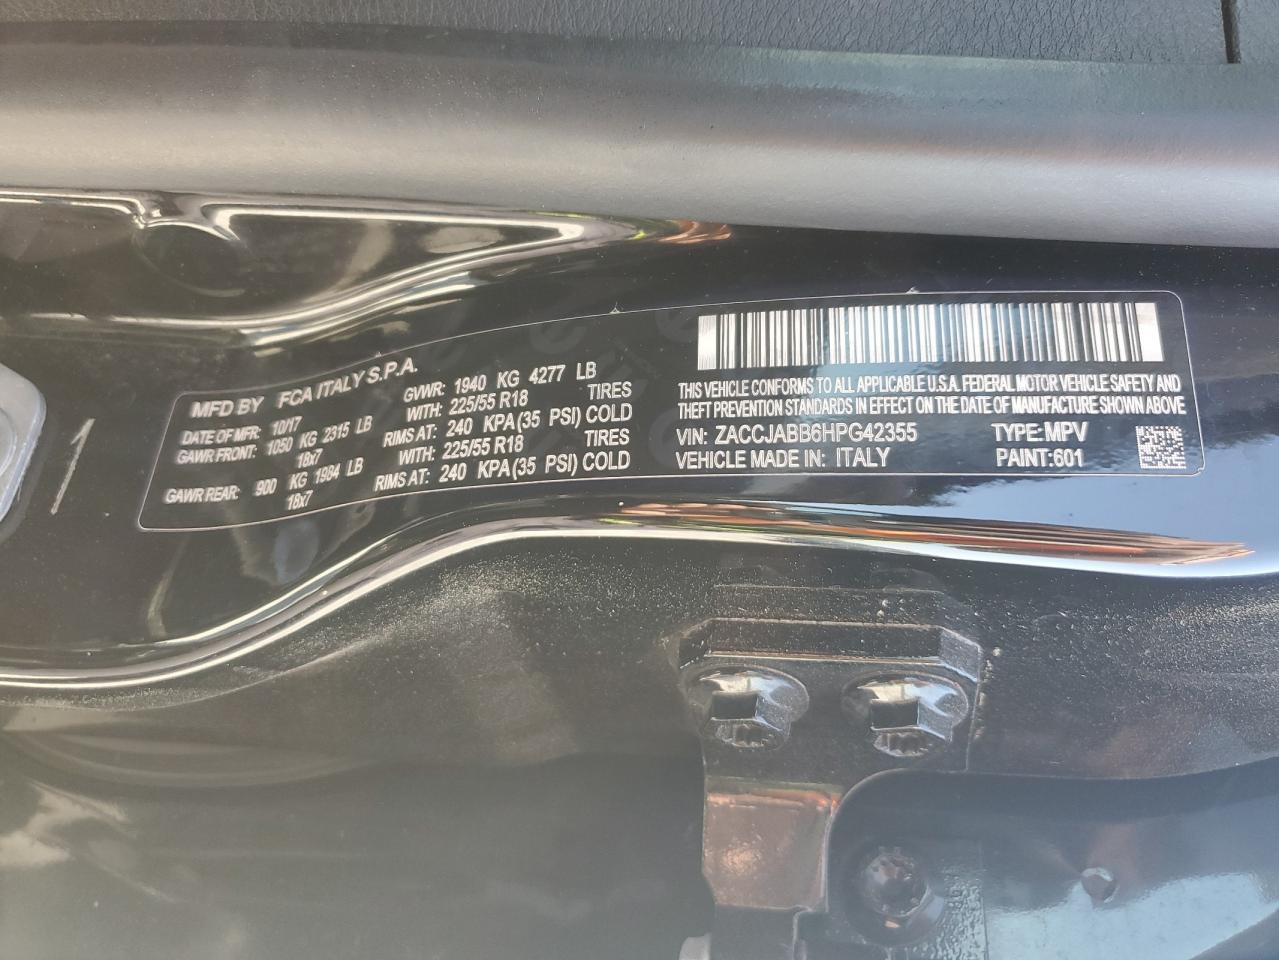 MFD BY FCA ITALY S.P.A.
DATE OF MFR: 10/17 GVWR: 1940 KG 4277 LB
GAWR FRONT: 1050 KG 2315 LB WITH: 225/55 R18 TIRES
18x7 RIMS AT: 240 KPA(35 PSI) COLD
GAWR REAR: 900 KG 1984 LB WITH: 225/55 R18 TIRES
18x7 RIMS AT: 240 KPA(35 PSI) COLD
THIS VEHICLE CONFORMS TO ALL APPLICABLE U.S.A. FEDERAL MOTOR VEHICLE SAFETY AND
THEFT PREVENTION STANDARDS IN EFFECT ON THE DATE OF MANUFACTURE SHOWN ABOVE
VIN: ZACCJABB6HPG42355 TYPE:MPV
VEHICLE MADE IN: ITALY PAINT:601
1